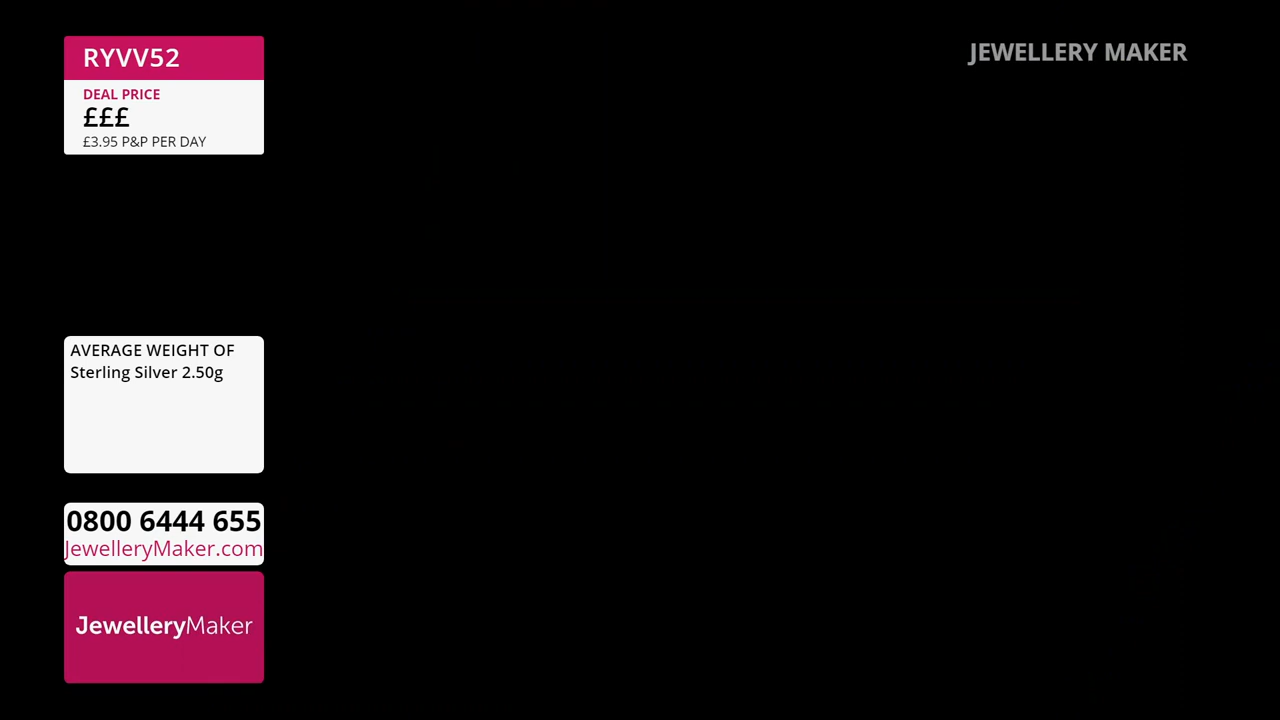 RYVV52
DEAL PRICE
£££
£3.95 P&P PER DAY
JEWELLERY MAKER
AVERAGE WEIGHT OF
Sterling Silver 2.50g
0800 6444 655
JewelleryMaker.com
JewelleryMaker